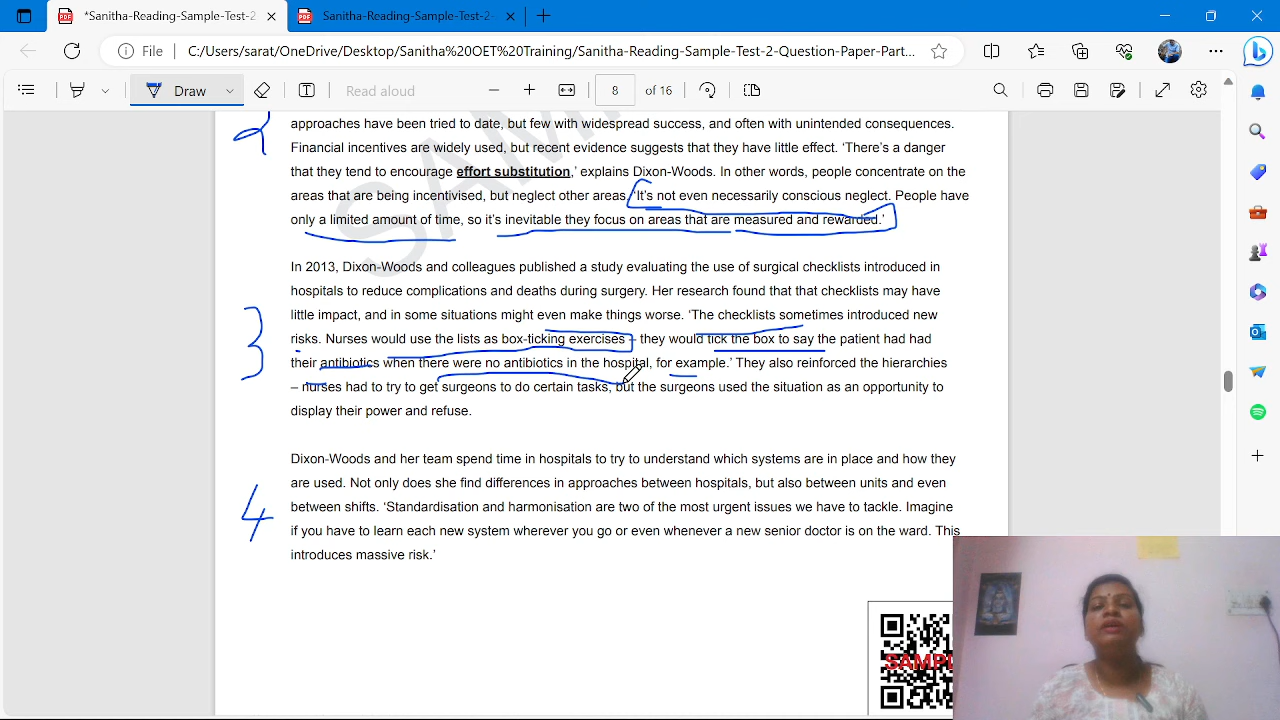 *Sanitha-Reading-Sample-Test-2
Sanitha-Reading-Sample-Test-2-
File
C:/Users/sarat/OneDrive/Desktop/Sanitha%20OET%20Training/Sanitha-Reading-Sample-Test-2-Question-Paper-Part...
Draw
Read aloud
8 of 16
2
approaches have been tried to date, but few with widespread success, and often with unintended consequences.
Financial incentives are widely used, but recent evidence suggests that they have little effect. ‘There’s a danger
that they tend to encourage effort substitution,’ explains Dixon-Woods. In other words, people concentrate on the
areas that are being incentivised, but neglect other areas. ‘It’s not even necessarily conscious neglect. People have
only a limited amount of time, so it’s inevitable they focus on areas that are measured and rewarded.’
3
In 2013, Dixon-Woods and colleagues published a study evaluating the use of surgical checklists introduced in
hospitals to reduce complications and deaths during surgery. Her research found that that checklists may have
little impact, and in some situations might even make things worse. ‘The checklists sometimes introduced new
risks. Nurses would use the lists as box-ticking exercises – they would tick the box to say the patient had had
their antibiotics when there were no antibiotics in the hospital, for example.’ They also reinforced the hierarchies
– nurses had to try to get surgeons to do certain tasks, but the surgeons used the situation as an opportunity to
display their power and refuse.
4
Dixon-Woods and her team spend time in hospitals to try to understand which systems are in place and how they
are used. Not only does she find differences in approaches between hospitals, but also between units and even
between shifts. ‘Standardisation and harmonisation are two of the most urgent issues we have to tackle. Imagine
if you have to learn each new system wherever you go or even whenever a new senior doctor is on the ward. This
introduces massive risk.’